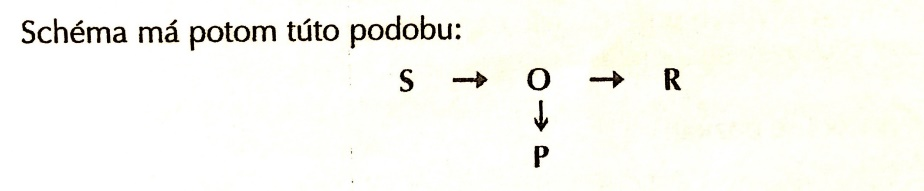 Schéma má potom túto podobu:
S → O → R
↓
P